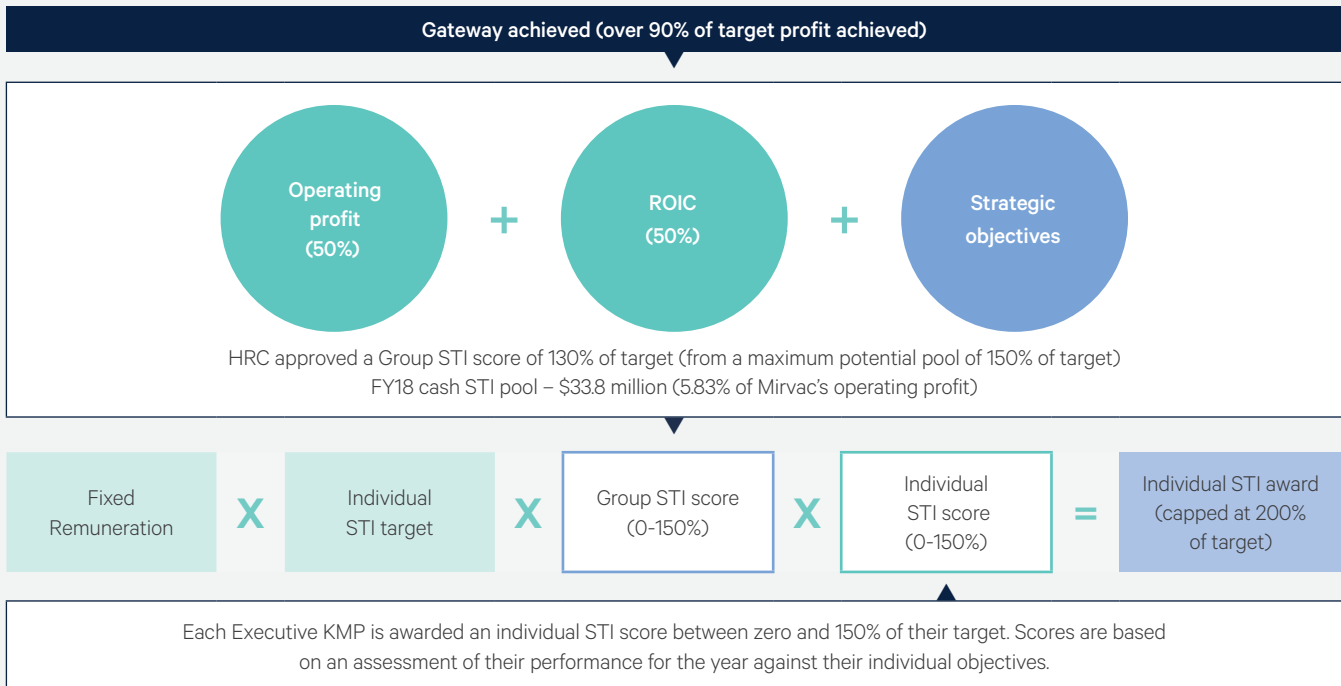 Gateway achieved (over 90% of target profit achieved)
Operating
profit
(50%)
+
ROIC
(50%)
+
Strategic
objectives
HRC approved a Group STI score of 130% of target (from a maximum potential pool of 150% of target)
FY18 cash STI pool – $33.8 million (5.83% of Mirvac's operating profit)
Fixed
Remuneration
X
Individual
STI target
X
Group STI score
(0-150%)
X
Individual
STI score
(0-150%)
=
Individual STI award
(capped at 200%
of target)
Each Executive KMP is awarded an individual STI score between zero and 150% of their target. Scores are based
on an assessment of their performance for the year against their individual objectives.